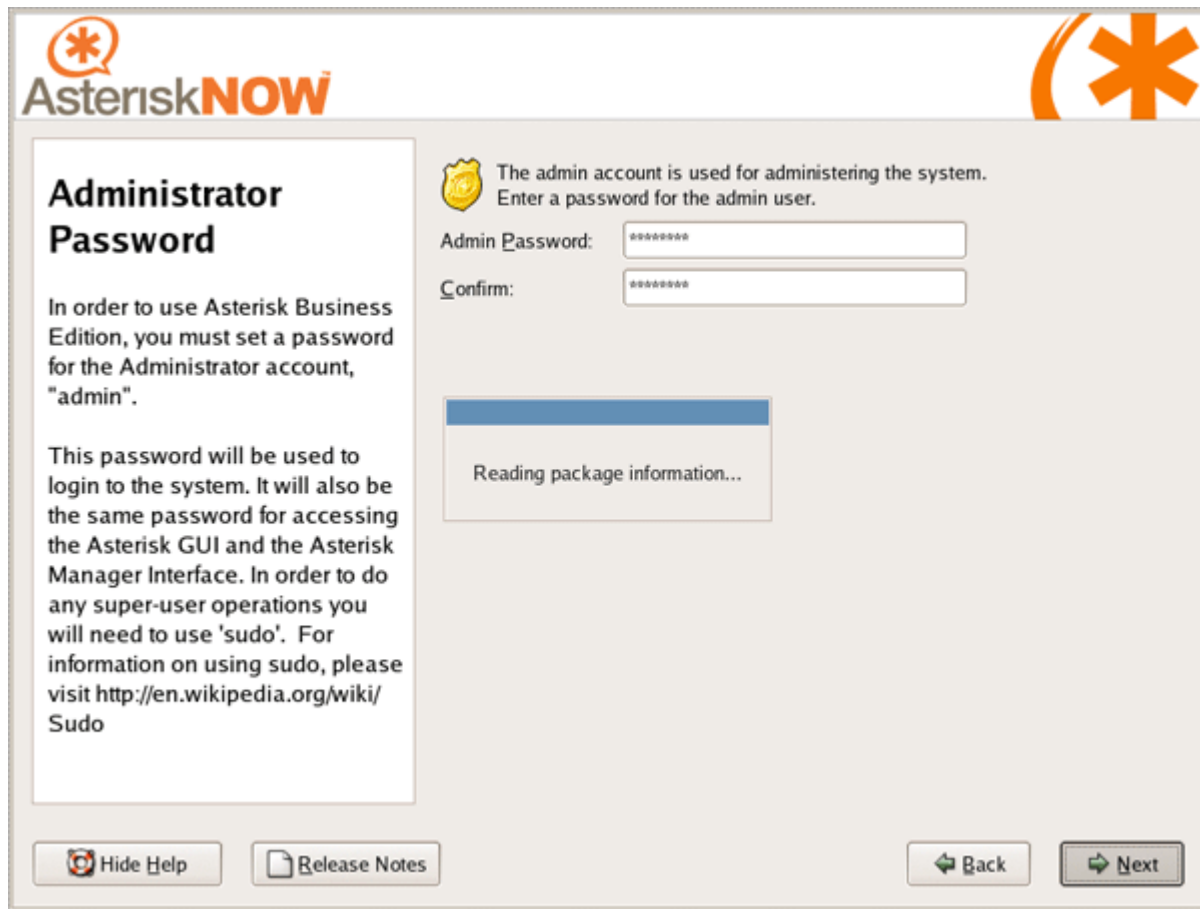 AsteriskNOW™
Administrator
Password
In order to use Asterisk Business
Edition, you must set a password
for the Administrator account,
"admin".
This password will be used to
login to the system. It will also be
the same password for accessing
the Asterisk GUI and the Asterisk
Manager Interface. In order to do
any super-user operations you
will need to use 'sudo'.  For
information on using sudo, please
visit http://en.wikipedia.org/wiki/
Sudo
The admin account is used for administering the system.
Enter a password for the admin user.
Admin Password: ********
Confirm: ********
Reading package information...
Hide Help
Release Notes
Back
Next